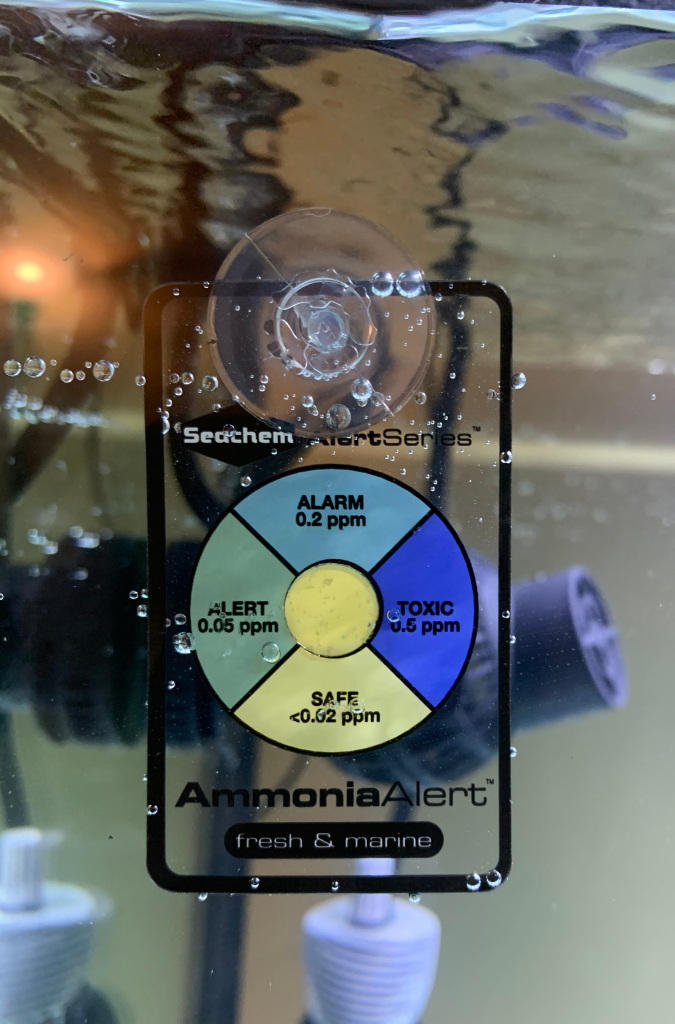 Seachem AlertSeries™
ALARM
0.2 ppm
ALERT
0.05 ppm
TOXIC
0.5 ppm
SAFE
<0.02 ppm
AmmoniaAlert™
fresh & marine